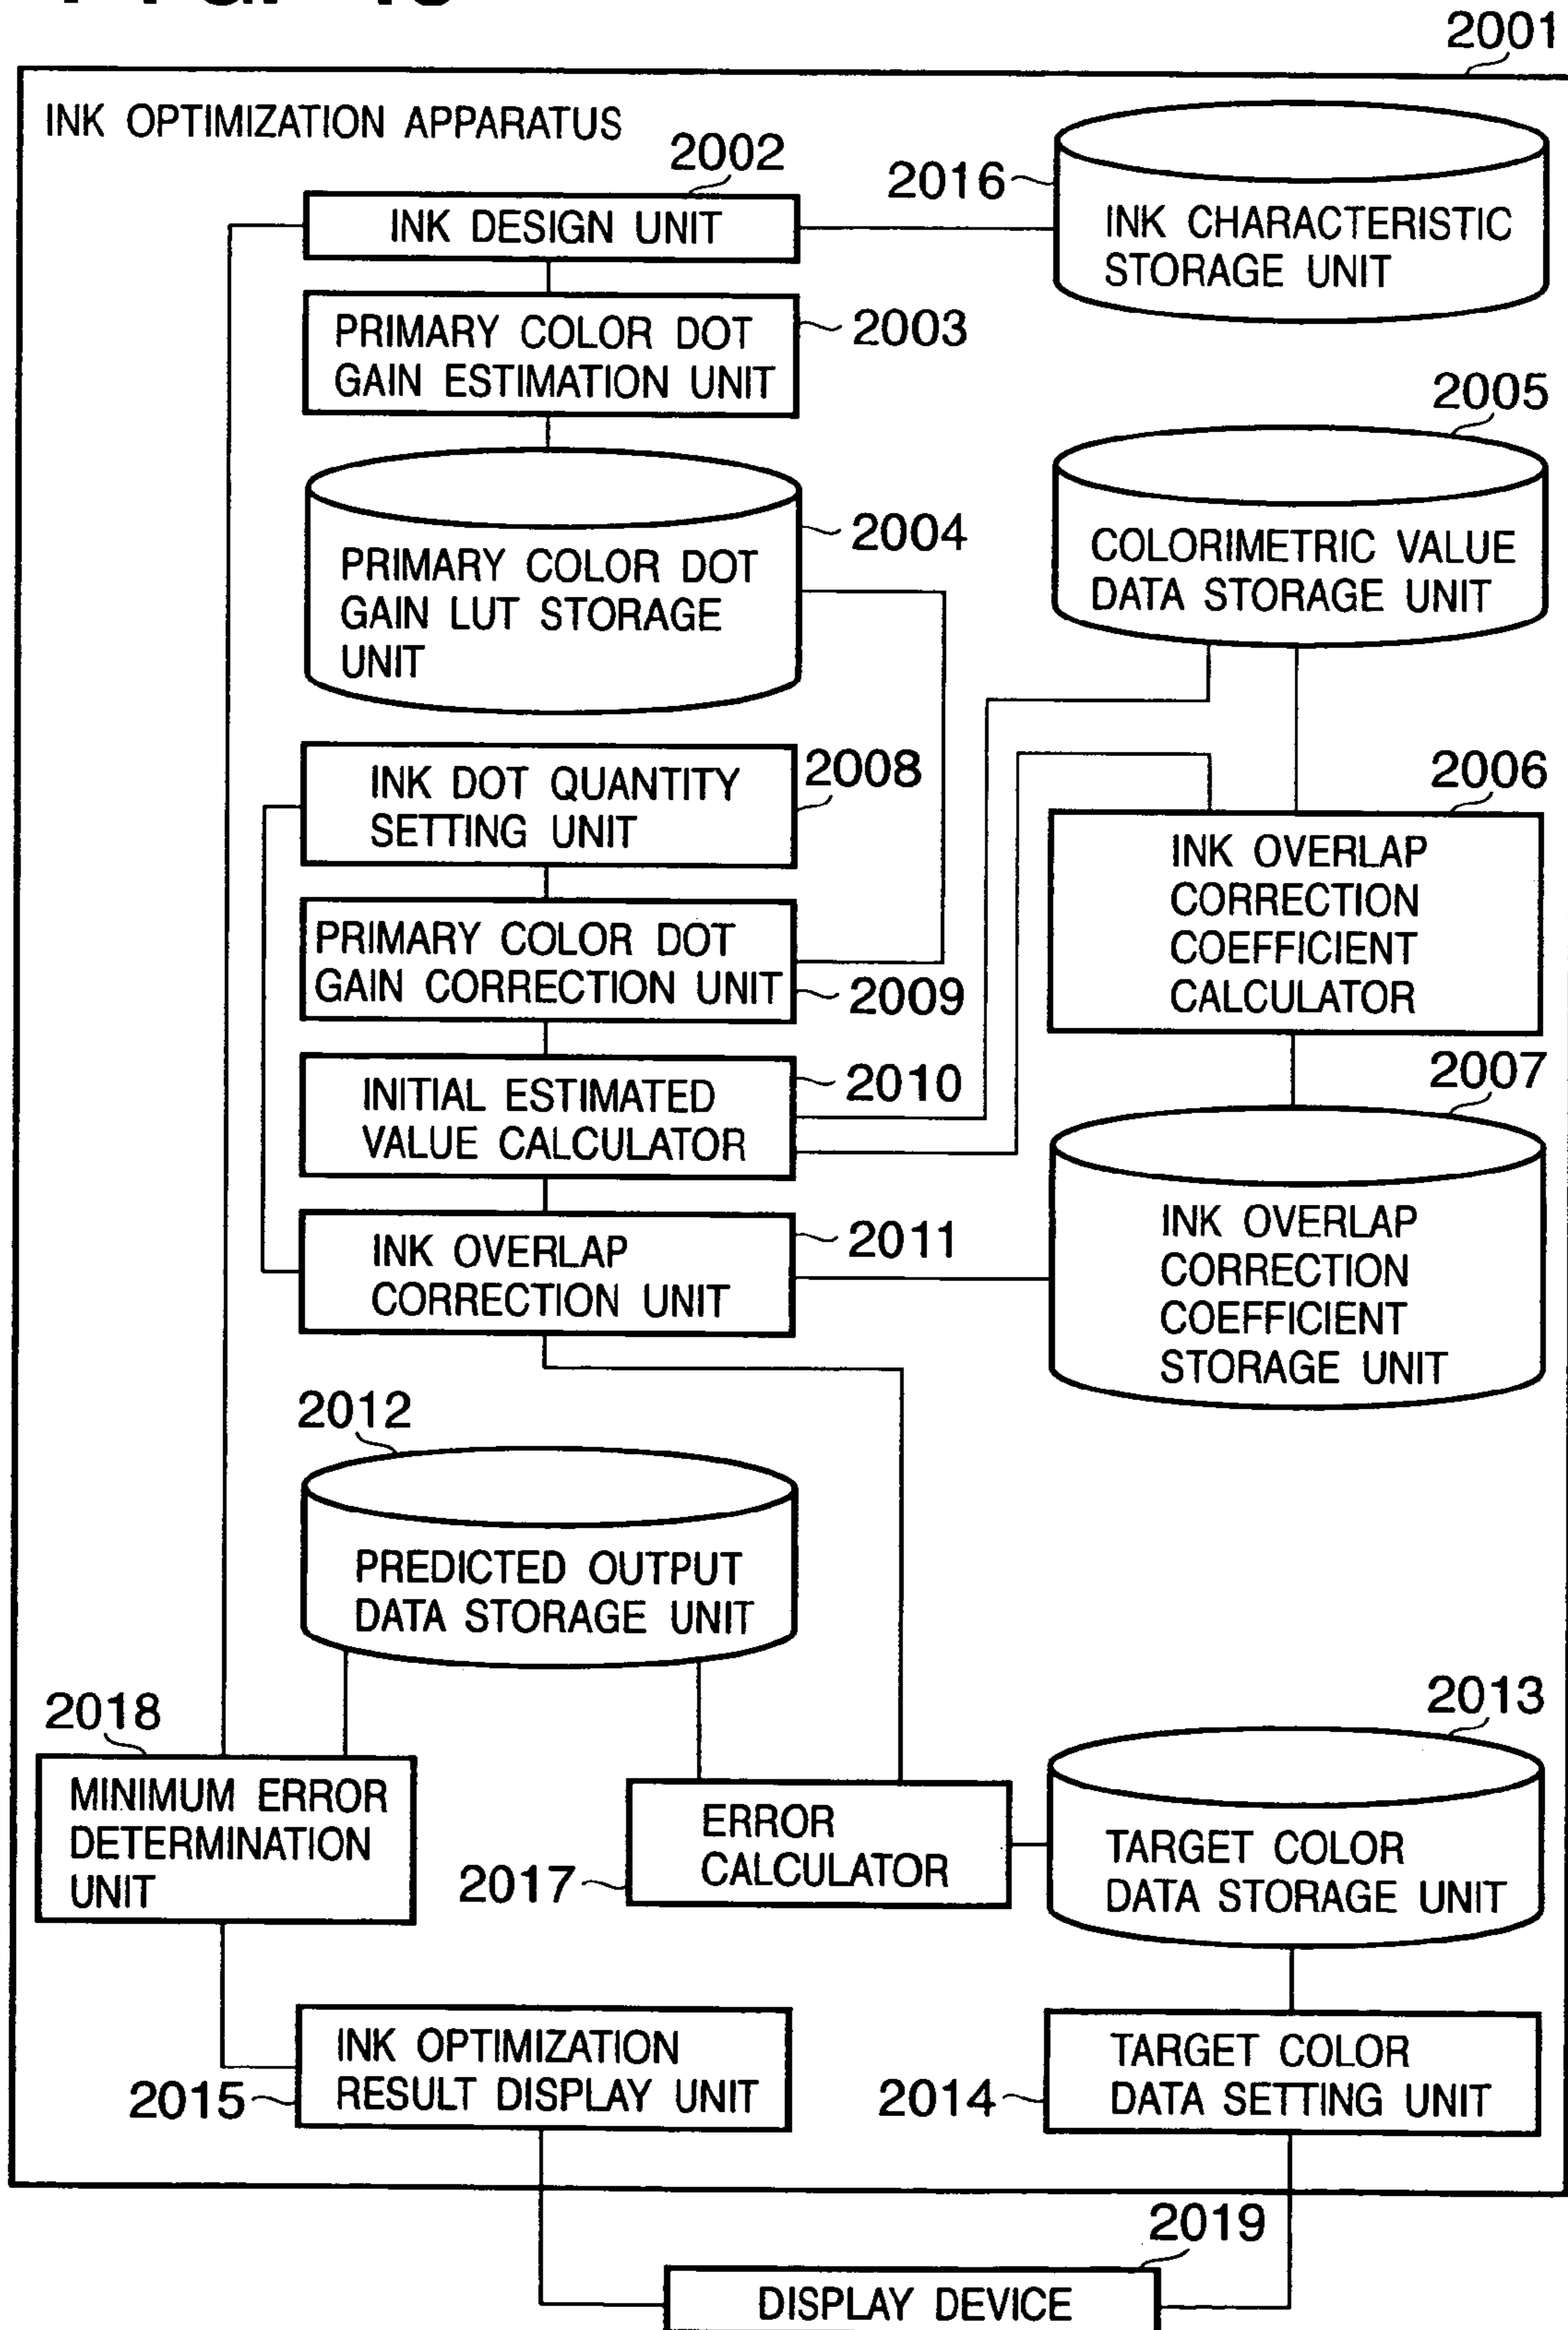 2001
INK OPTIMIZATION APPARATUS
2002
INK DESIGN UNIT
2016
INK CHARACTERISTIC
STORAGE UNIT
PRIMARY COLOR DOT
GAIN ESTIMATION UNIT
2003
2005
COLORIMETRIC VALUE
DATA STORAGE UNIT
2004
PRIMARY COLOR DOT
GAIN LUT STORAGE
UNIT
INK DOT QUANTITY
SETTING UNIT
2008
2006
INK OVERLAP
CORRECTION
COEFFICIENT
CALCULATOR
PRIMARY COLOR DOT
GAIN CORRECTION UNIT
2009
INITIAL ESTIMATED
VALUE CALCULATOR
2010
2007
INK OVERLAP
CORRECTION
COEFFICIENT
STORAGE UNIT
INK OVERLAP
CORRECTION UNIT
2011
2012
PREDICTED OUTPUT
DATA STORAGE UNIT
2018
MINIMUM ERROR
DETERMINATION
UNIT
ERROR
CALCULATOR
2017
2013
TARGET COLOR
DATA STORAGE UNIT
INK OPTIMIZATION
RESULT DISPLAY UNIT
2015
TARGET COLOR
DATA SETTING UNIT
2014
2019
DISPLAY DEVICE